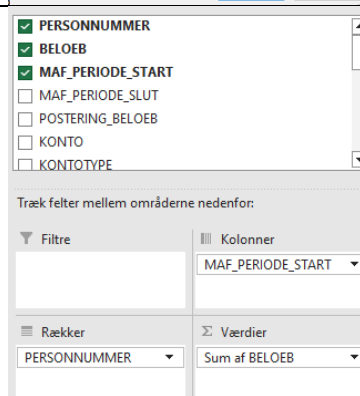 PERSONNUMMER
BELOEB
MAF_PERIODE_START
MAF_PERIODE_SLUT
POSTERING_BELOEB
KONTO
KONTOTYPE
Træk felter mellem områderne nedenfor:
Filtre
Kolonner
MAF_PERIODE_START
Rækker
Σ Værdier
PERSONNUMMER
Sum af BELOEB